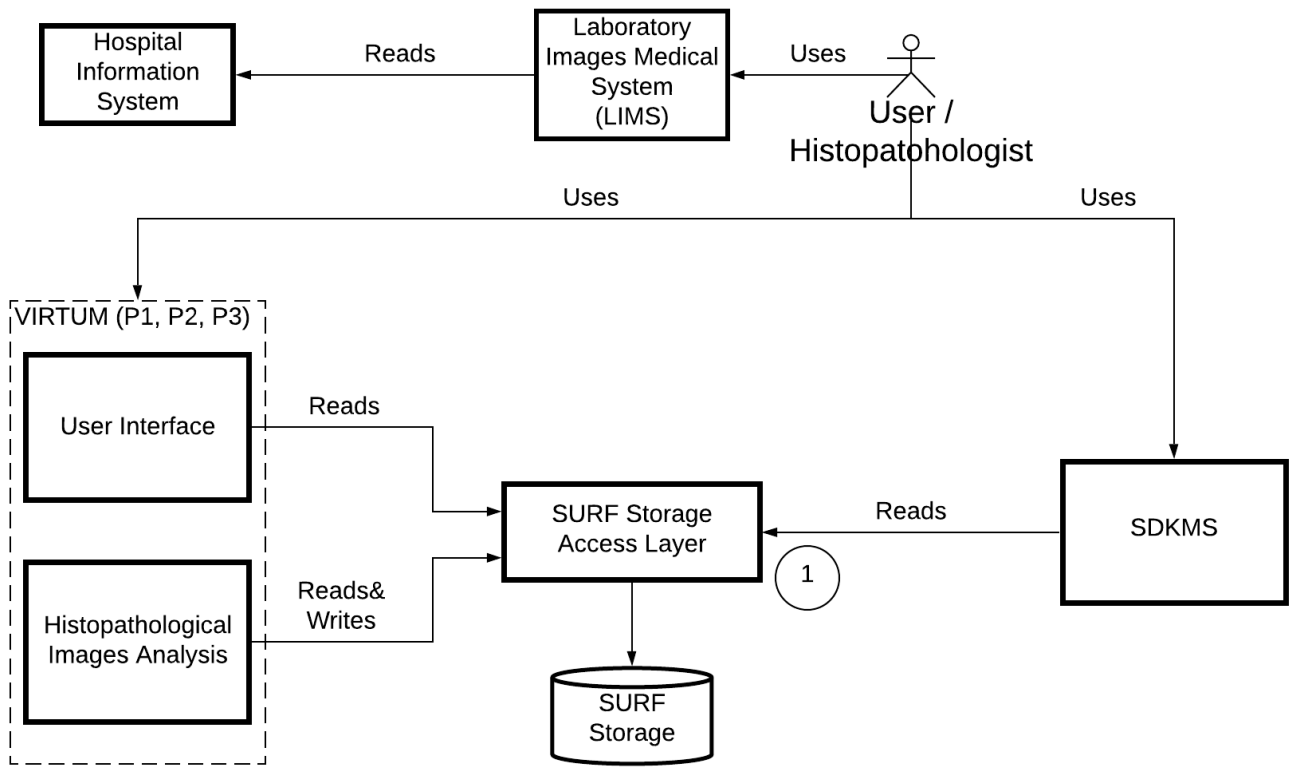 Hospital
Information
System
Reads
Laboratory
Images Medical
System
(LIMS)
Uses
User /
Histopatohologist
Uses
Uses
VIRTUM (P1, P2, P3)
User Interface
Reads
Histopathological
Images Analysis
Reads&
Writes
SURF Storage
Access Layer
Reads
1
SDKMS
SURF
Storage